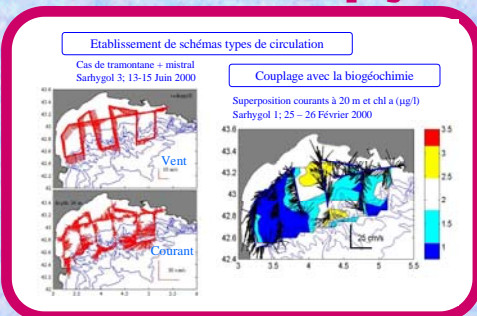 Etablissement de schémas types de circulation
Cas de tramontane + mistral
Sarhygol 3; 13-15 Juin 2000
Vent
Courant
Couplage avec la biogéochimie
Superposition courants à 20 m et chl a (µg/l)
Sarhygol 1; 25 – 26 Février 2000
43.6
43.4
43.2
43
42.8
42.6
42.4
3
3.5
4
4.5
5
5.5
25 cm/s
3.5
3
2.5
2
1.5
1